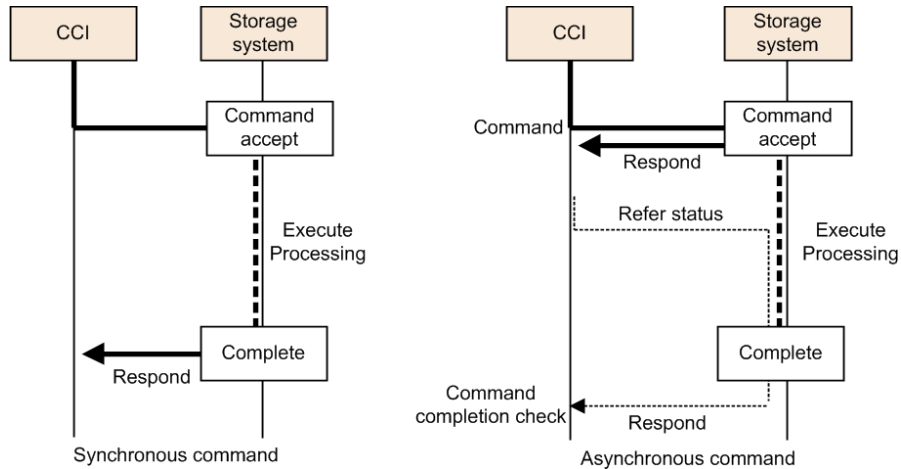 CCI
Storage
system
Command
accept
Execute
Processing
Complete
Respond
Synchronous command
CCI
Storage
system
Command
Command
accept
Respond
Refer status
Execute
Processing
Complete
Command
completion check
Respond
Asynchronous command